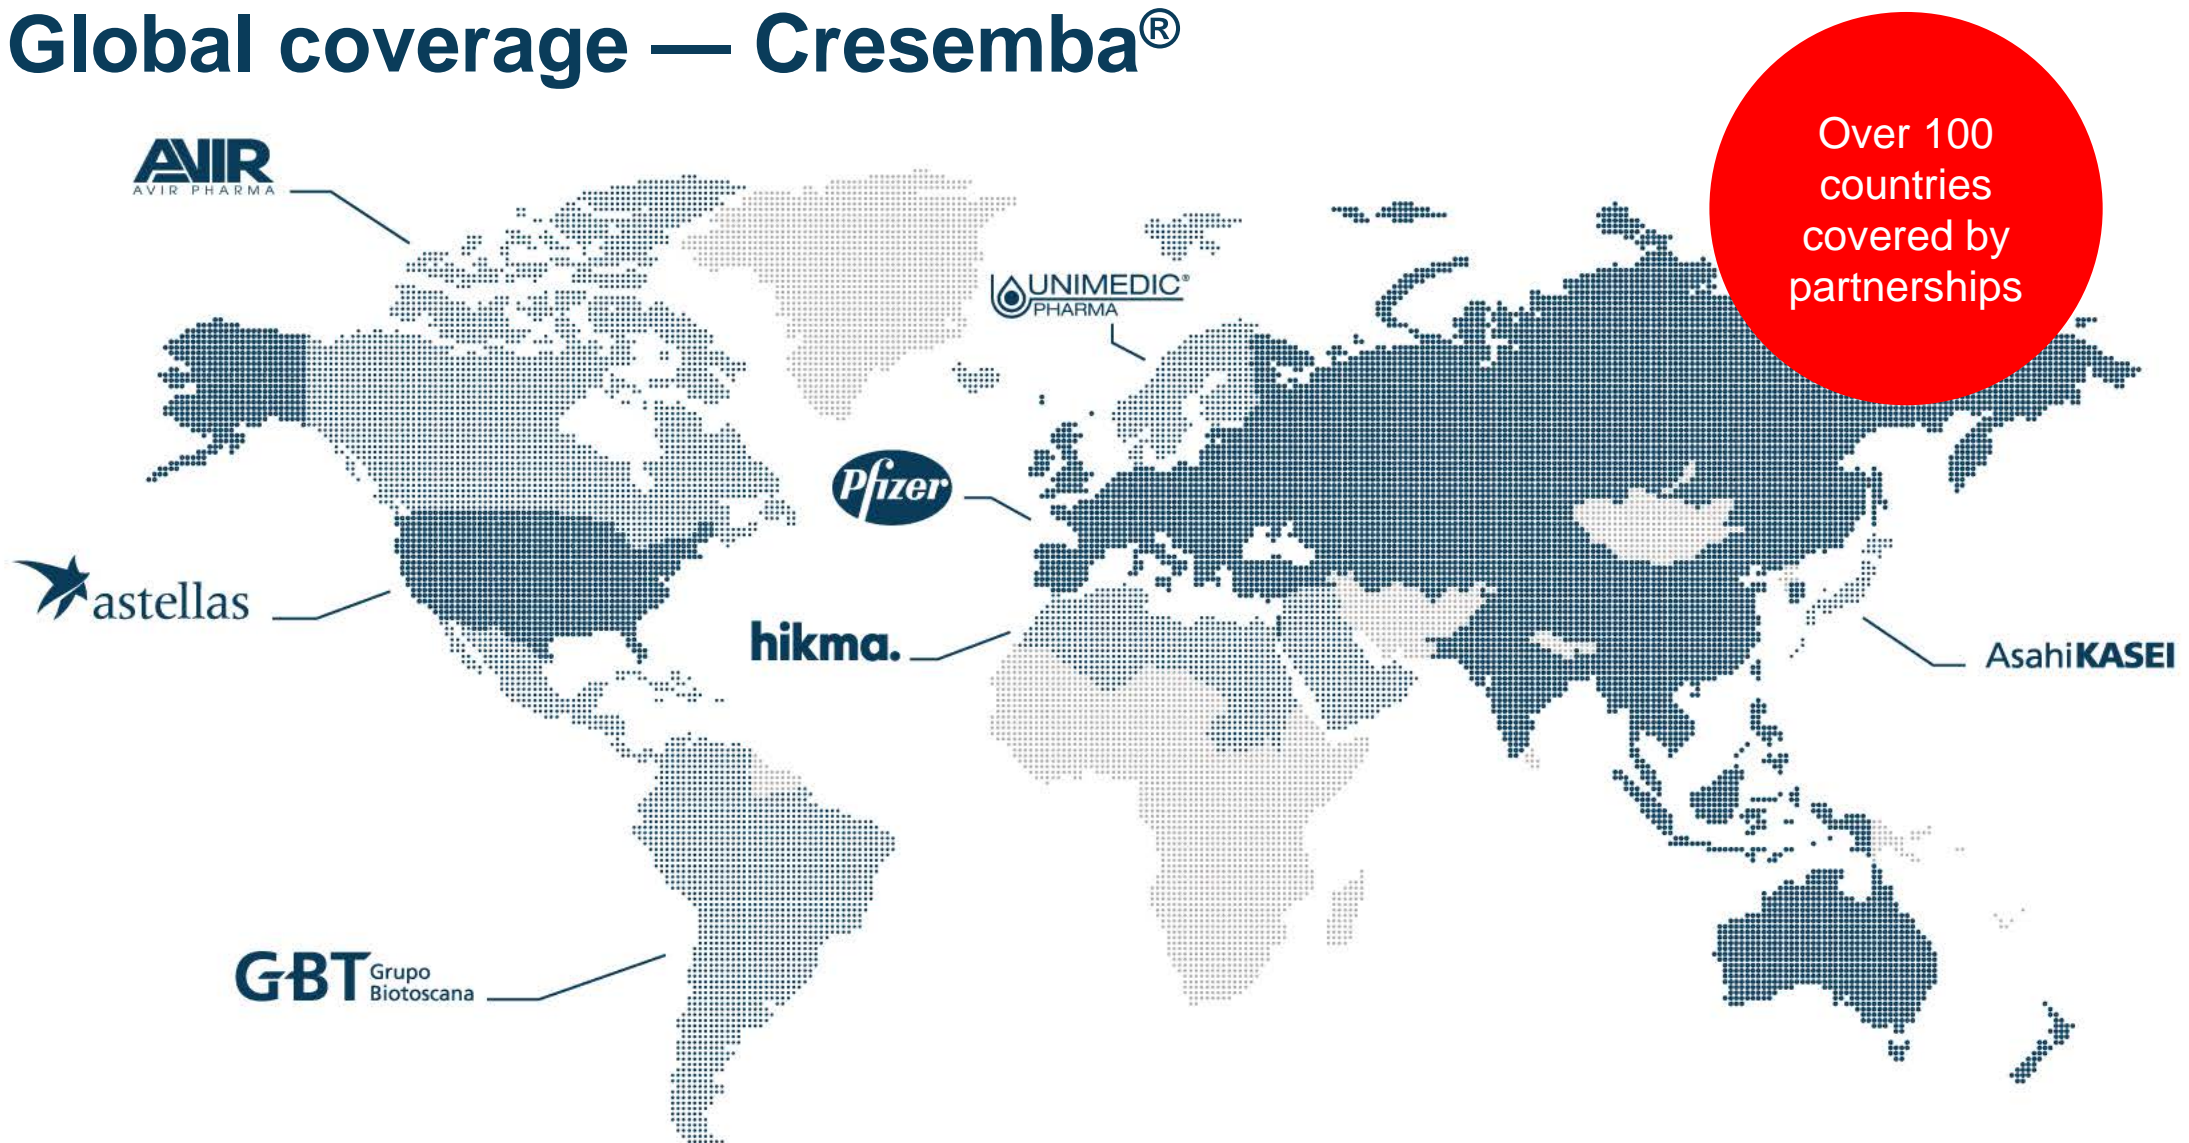 Global coverage — Cresemba®
Over 100
countries
covered by
partnerships
AVIR
AVIR PHARMA
UNIMEDIC®
PHARMA
Pfizer
astellas
hikma.
AsahiKASEI
GBT Grupo
Biotoscana